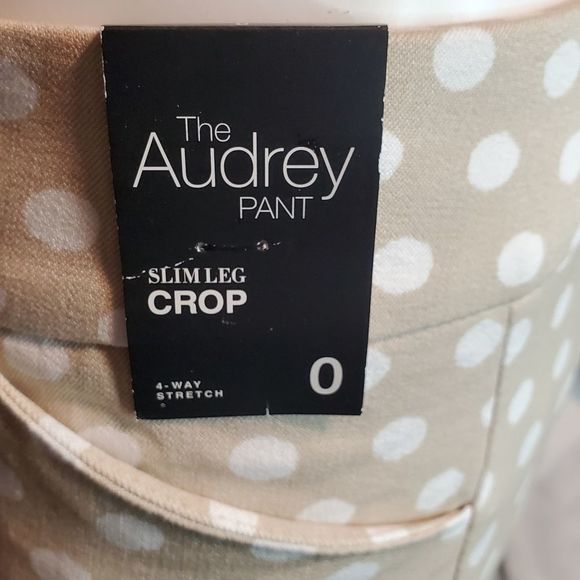 The
Audrey
PANT
SLIM LEG
CROP
4-WAY
STRETCH
0